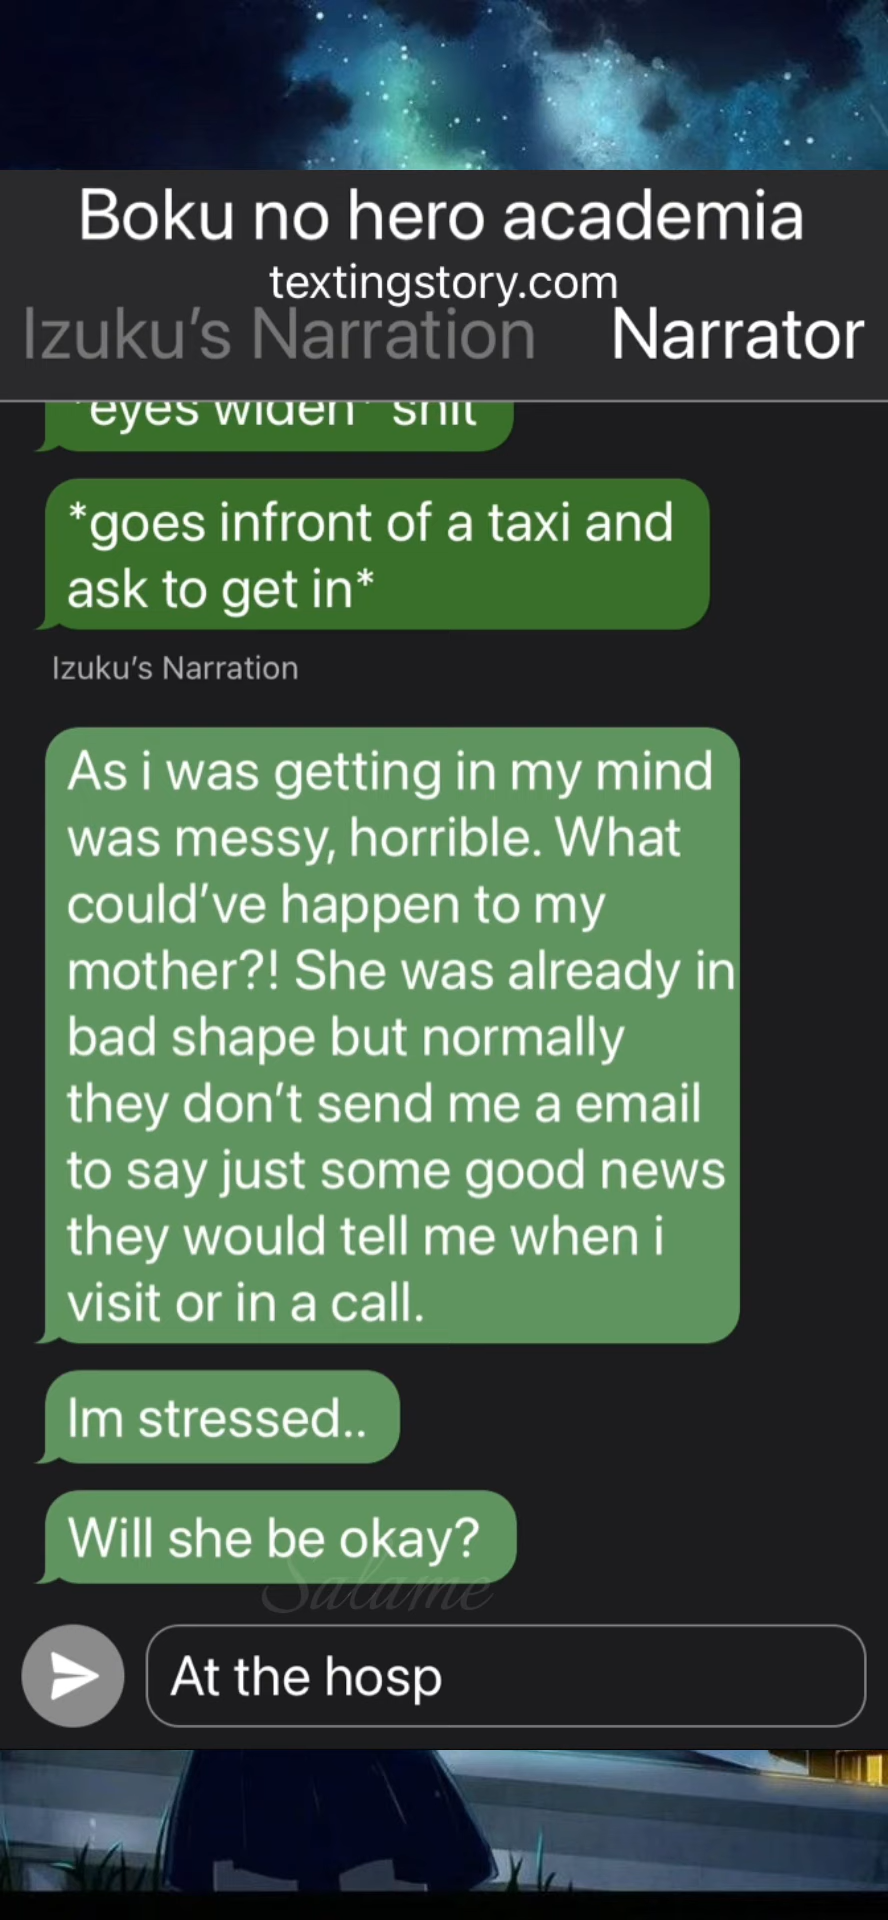 Boku no hero academia
textingstory.com
Izuku’s Narration Narrator
*eyes widen* shit
*goes infront of a taxi and
ask to get in*
Izuku’s Narration
As i was getting in my mind
was messy, horrible. What
could’ve happen to my
mother?! She was already in
bad shape but normally
they don’t send me a email
to say just some good news
they would tell me when i
visit or in a call.
Im stressed..
Will she be okay?
Salame
At the hosp